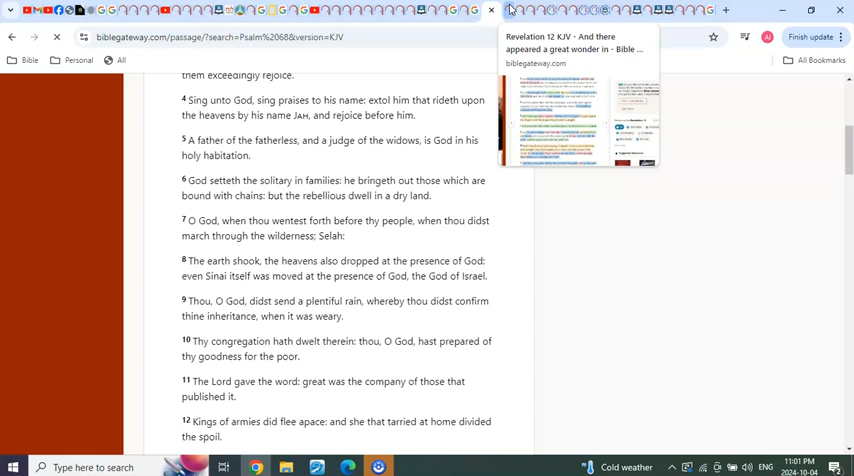 biblegateway.com/passage/?search=Psalm%2068&version=KJV
Finish update
Bible
Personal
All
All Bookmarks
Revelation 12 KJV - And there
appeared a great wonder in - Bible ...
biblegateway.com
them exceedingly rejoice.
4 Sing unto God, sing praises to his name: extol him that rideth upon
the heavens by his name JAH, and rejoice before him.
5 A father of the fatherless, and a judge of the widows, is God in his
holy habitation.
6 God setteth the solitary in families: he bringeth out those which are
bound with chains: but the rebellious dwell in a dry land.
7 O God, when thou wentest forth before thy people, when thou didst
march through the wilderness; Selah:
8 The earth shook, the heavens also dropped at the presence of God:
even Sinai itself was moved at the presence of God, the God of Israel.
9 Thou, O God, didst send a plentiful rain, whereby thou didst confirm
thine inheritance, when it was weary.
10 Thy congregation hath dwelt therein: thou, O God, hast prepared of
thy goodness for the poor.
11 The Lord gave the word: great was the company of those that
published it.
12 Kings of armies did flee apace: and she that tarried at home divided
the spoil.
Type here to search
Cold weather
ENG
11:01 PM
2024-10-04
2